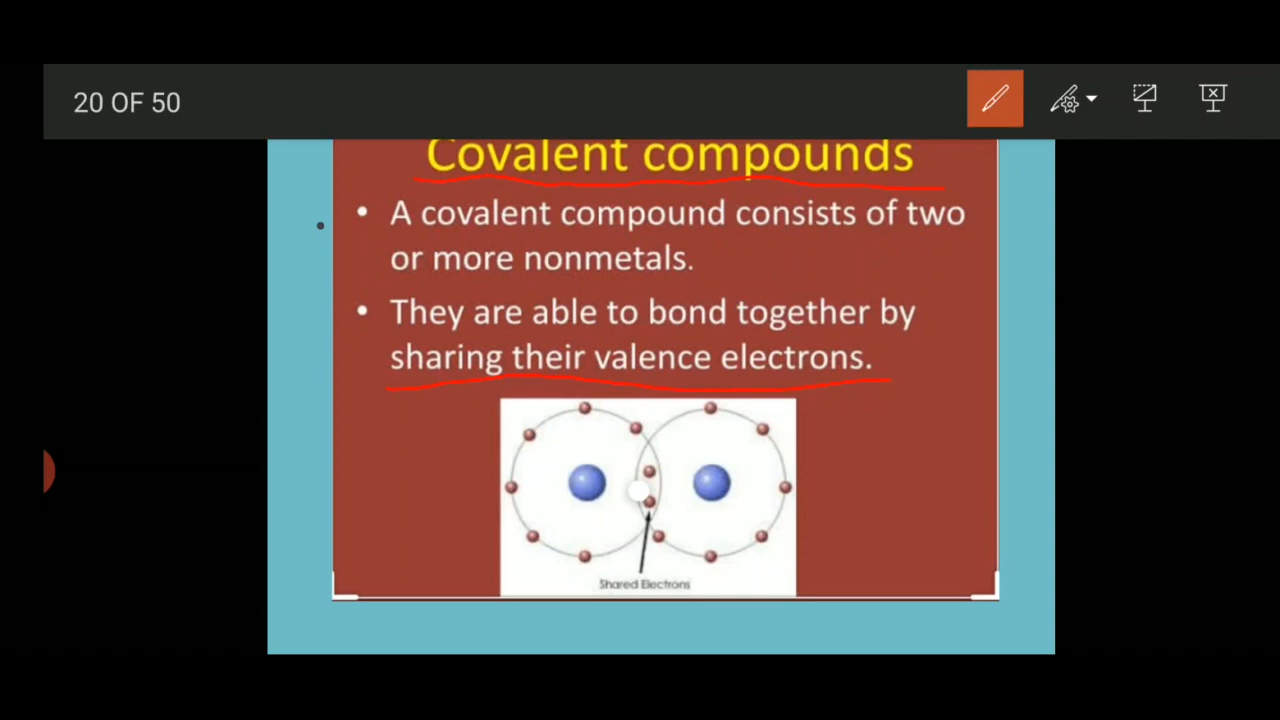 20 OF 50
Covalent compounds
• A covalent compound consists of two
or more nonmetals.
• They are able to bond together by
sharing their valence electrons.
Shared Electrons